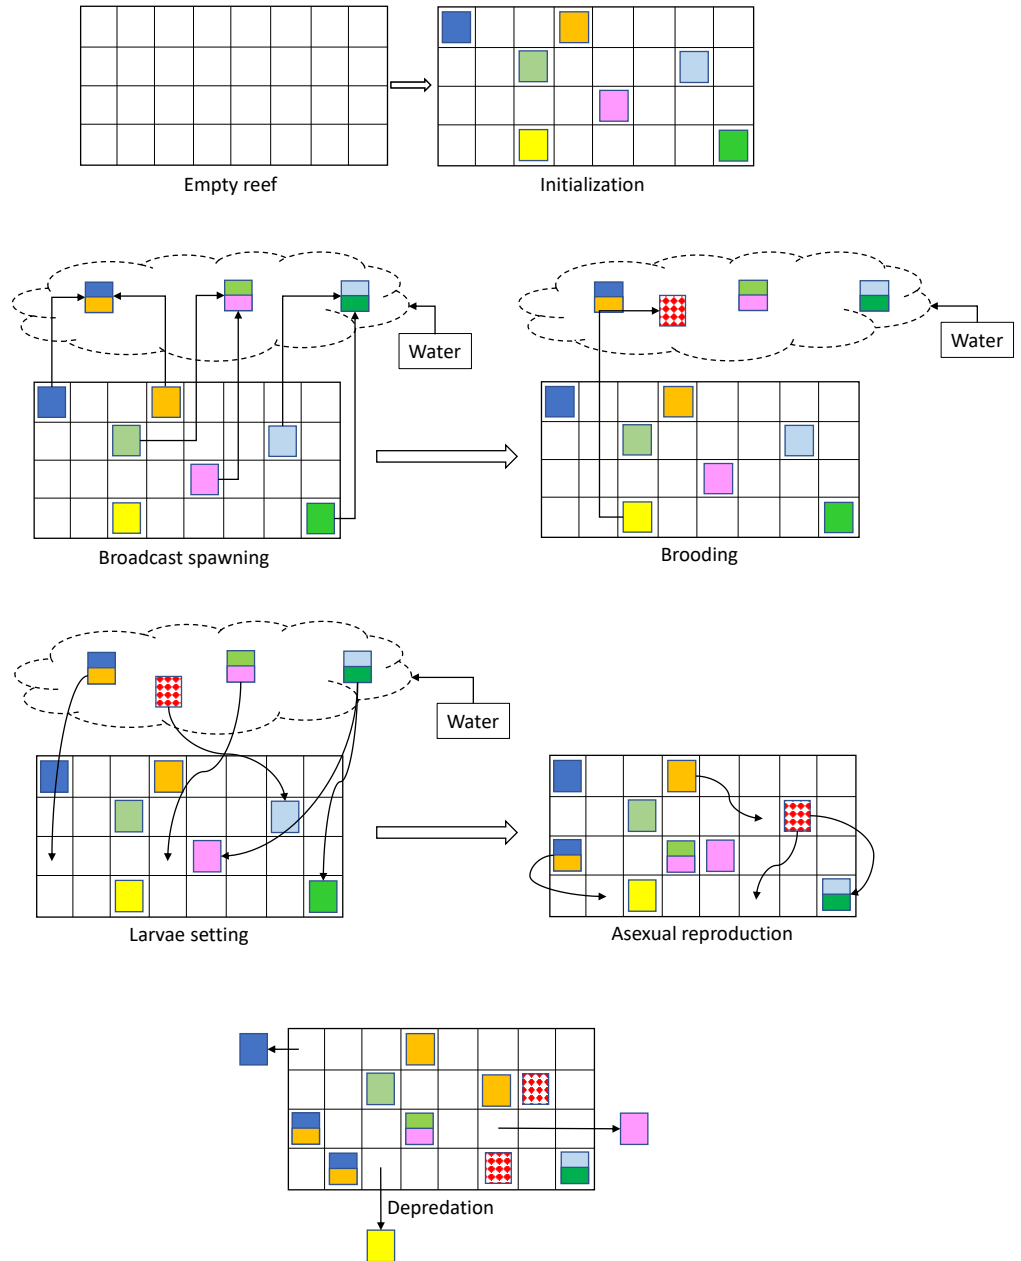 Empty reef
Initialization
Water
Water
Broadcast spawning
Brooding
Water
Larvae setting
Asexual reproduction
Depredation